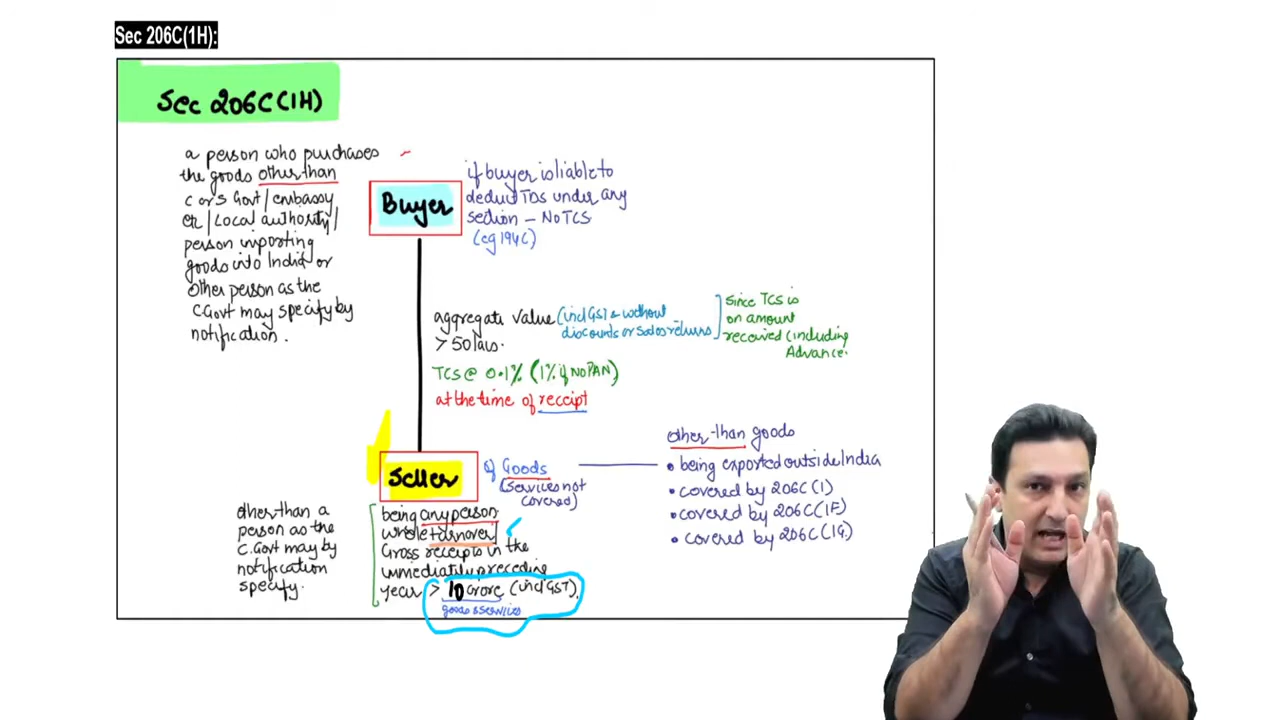 Sec 206C(1H):
Sec 206C(1H)
a person who purchases
the goods other than
C or S Govt / embassy
etc / Local authority /
person importing
goods into India or
other person as the
C.Govt may specify by
notification.
Buyer
if buyer is liable to
deduct TDS under any
section - No TCS
(eg 194C)
aggregate value (incl GST & without
discounts or sales returns
> 50 lacs.
since TCS is
on amount
received (including
Advance.
TCS @ 0.1% (1% if No PAN)
at the time of receipt
Seller
of Goods
(services not
covered)
other than goods
• being exported outside India
• covered by 206C (1)
• covered by 206C (1F)
• covered by 206C (1G)
other than a
person as the
C.Govt may by
notification
specify.
being any person
whose turnover/
Gross receipts in the
immediately preceding
year > 10 crore (incl GST).
goods & services